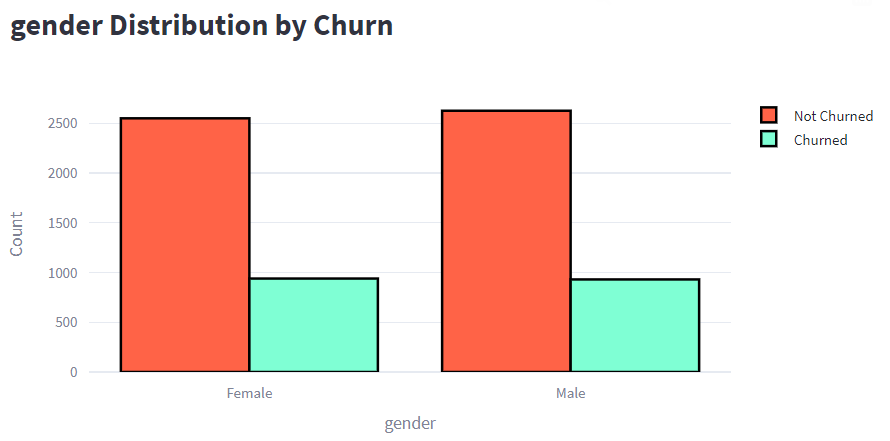 gender Distribution by Churn
Not Churned
Churned
2500
2000
1500
1000
500
0
Count
Female
Male
gender